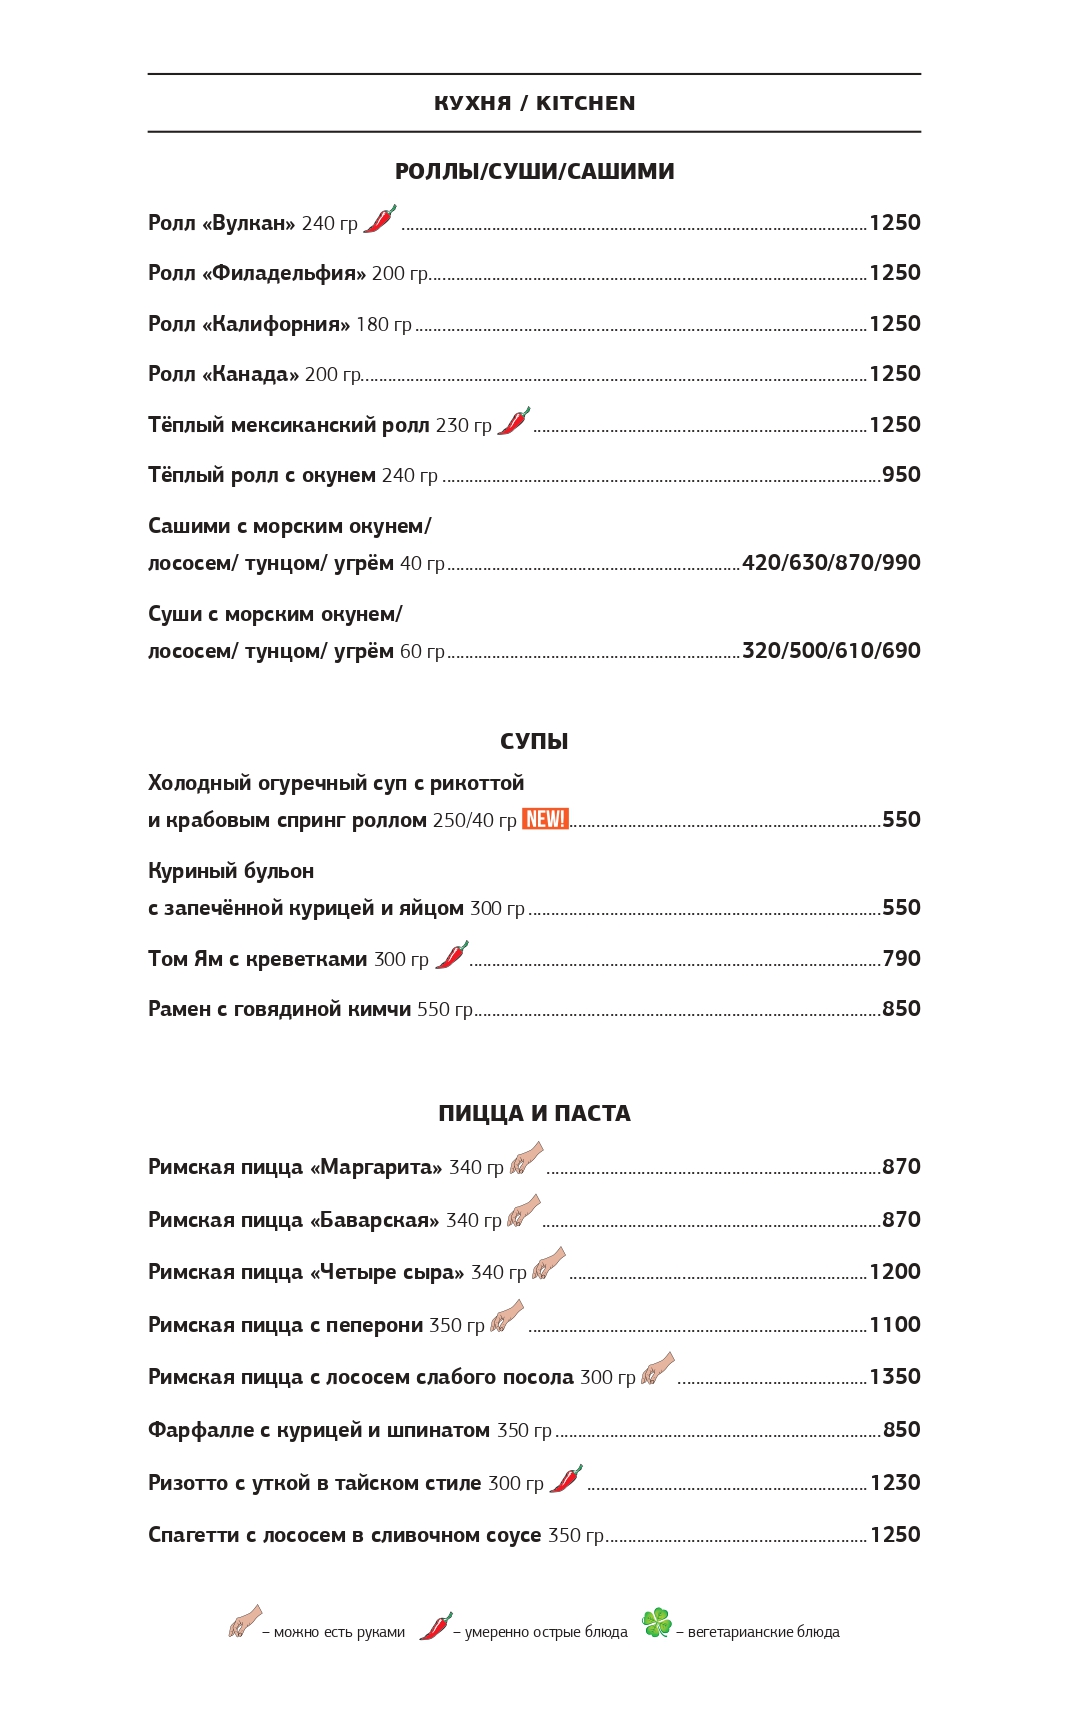 КУХНЯ / KITCHEN
РОЛЛЫ/СУШИ/САШИМИ
Ролл «Вулкан» 240 гр ........ 1250
Ролл «Филадельфия» 200 гр ........ 1250
Ролл «Калифорния» 180 гр ........ 1250
Ролл «Канада» 200 гр ........ 1250
Тёплый мексиканский ролл 230 гр ........ 1250
Тёплый ролл с окунем 240 гр ........ 950
Сашими с морским окунем/
лососем/ тунцом/ угрём 40 гр ........ 420/630/870/990
Суши с морским окунем/
лососем/ тунцом/ угрём 60 гр ........ 320/500/610/690
СУПЫ
Холодный огуречный суп с рикоттой
и крабовым спринг роллом 250/40 гр NEW! ........ 550
Куриный бульон
с запечённой курицей и яйцом 300 гр ........ 550
Том Ям с креветками 300 гр ........ 790
Рамен с говядиной кимчи 550 гр ........ 850
ПИЦЦА И ПАСТА
Римская пицца «Маргарита» 340 гр ........ 870
Римская пицца «Баварская» 340 гр ........ 870
Римская пицца «Четыре сыра» 340 гр ........ 1200
Римская пицца с пеперони 350 гр ........ 1100
Римская пицца с лососем слабого посола 300 гр ........ 1350
Фарфалле с курицей и шпинатом 350 гр ........ 850
Ризотто с уткой в тайском стиле 300 гр ........ 1230
Спагетти с лососем в сливочном соусе 350 гр ........ 1250
– можно есть руками – умеренно острые блюда – вегетарианские блюда